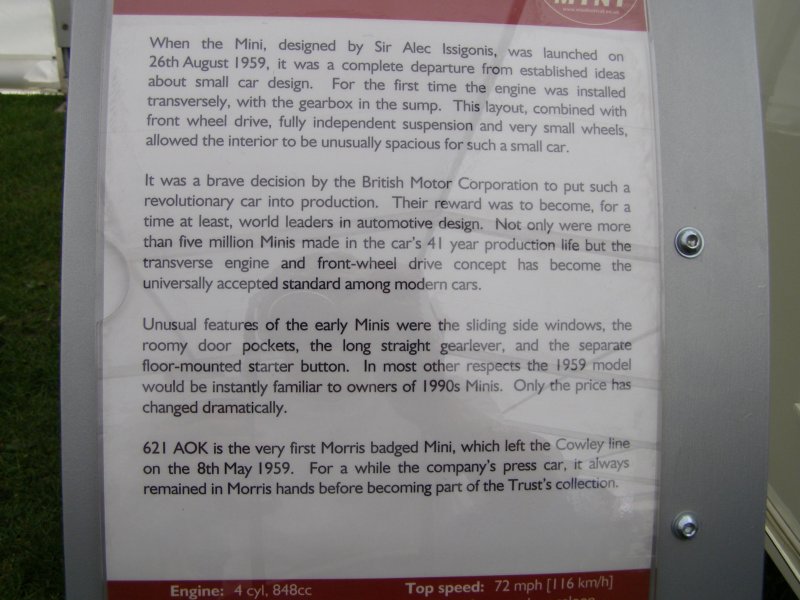 MINI
When the Mini, designed by Sir Alec Issigonis, was launched on
26th August 1959, it was a complete departure from established ideas
about small car design. For the first time the engine was installed
transversely, with the gearbox in the sump. This layout, combined with
front wheel drive, fully independent suspension and very small wheels,
allowed the interior to be unusually spacious for such a small car.
It was a brave decision by the British Motor Corporation to put such a
revolutionary car into production. Their reward was to become, for a
time at least, world leaders in automotive design. Not only were more
than five million Minis made in the car's 41 year production life but the
transverse engine and front-wheel drive concept has become the
universally accepted standard among modern cars.
Unusual features of the early Minis were the sliding side windows, the
roomy door pockets, the long straight gearlever, and the separate
floor-mounted starter button. In most other respects the 1959 model
would be instantly familiar to owners of 1990s Minis. Only the price has
changed dramatically.
621 AOK is the very first Morris badged Mini, which left the Cowley line
on the 8th May 1959. For a while the company's press car, it always
remained in Morris hands before becoming part of the Trust's collection.
Engine: 4 cyl, 848cc
Top speed: 72 mph [116 km/h]